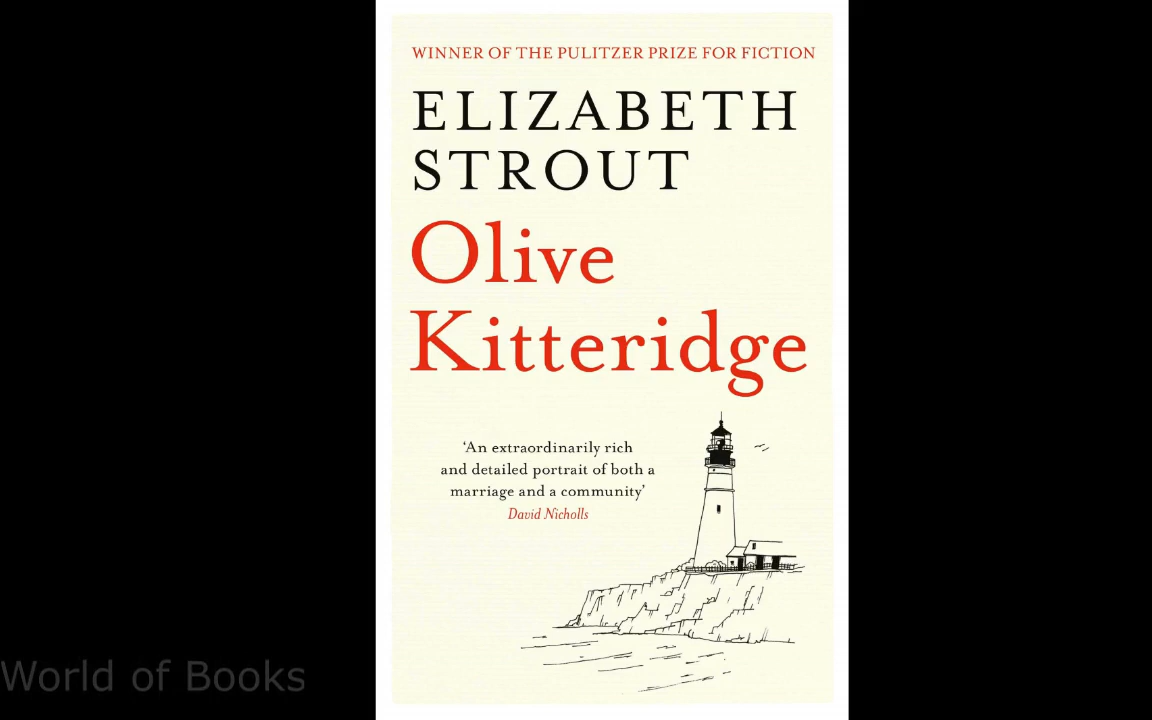 WINNER OF THE PULITZER PRIZE FOR FICTION
ELIZABETH
STROUT
Olive
Kitteridge
‘An extraordinarily rich
and detailed portrait of both a
marriage and a community’
David Nicholls
World of Books